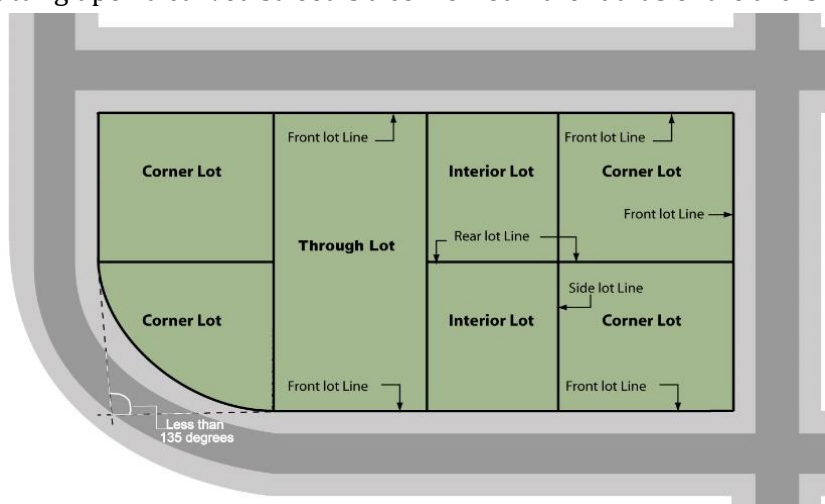 Front lot Line
Front lot Line
Corner Lot
Interior Lot
Corner Lot
Front lot Line
Rear lot Line
Through Lot
Side lot Line
Corner Lot
Interior Lot
Corner Lot
Front lot Line
Front lot Line
Less than
135 degrees